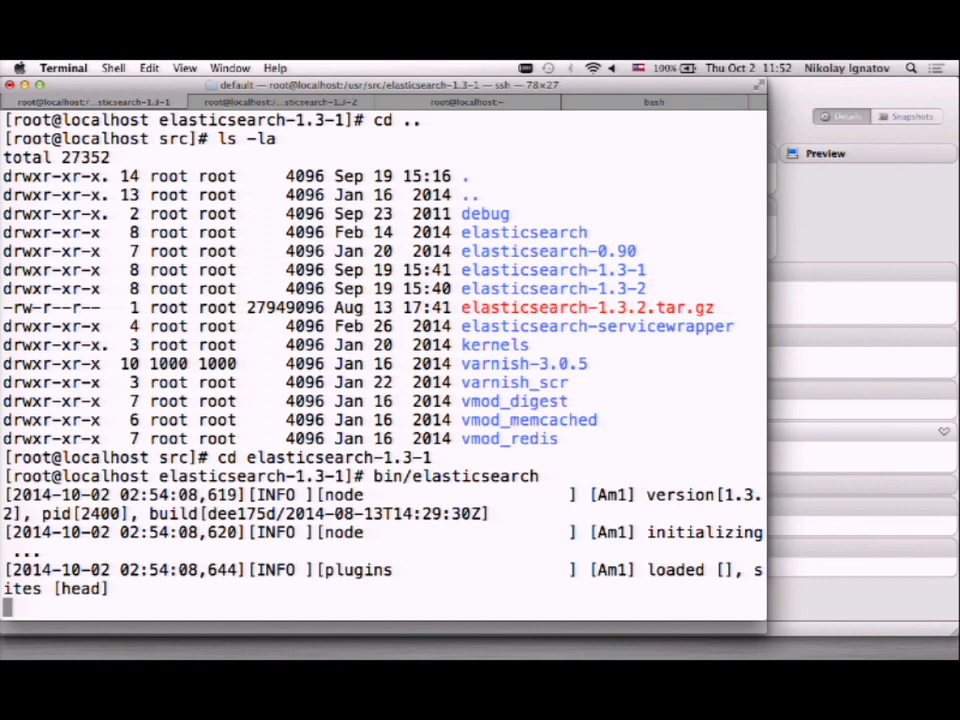 Terminal Shell Edit View Window Help 100% Thu Oct 2 11:52 Nikolay Ignatov
default — root@localhost:/usr/src/elasticsearch-1.3-1 — ssh — 78×27
root@localhost:/...sticsearch-1.3-1 root@localhost:/...sticsearch-1.3-2 root@localhost:~ bash
Details Snapshots
Preview
[root@localhost elasticsearch-1.3-1]# cd ..
[root@localhost src]# ls -la
total 27352
drwxr-xr-x. 14 root root 4096 Sep 19 15:16 .
drwxr-xr-x. 13 root root 4096 Jan 16 2014 ..
drwxr-xr-x. 2 root root 4096 Sep 23 2011 debug
drwxr-xr-x 8 root root 4096 Feb 14 2014 elasticsearch
drwxr-xr-x 7 root root 4096 Jan 20 2014 elasticsearch-0.90
drwxr-xr-x 8 root root 4096 Sep 19 15:41 elasticsearch-1.3-1
drwxr-xr-x 8 root root 4096 Sep 19 15:40 elasticsearch-1.3-2
-rw-r--r-- 1 root root 27949096 Aug 13 17:41 elasticsearch-1.3.2.tar.gz
drwxr-xr-x 4 root root 4096 Feb 26 2014 elasticsearch-servicewrapper
drwxr-xr-x. 3 root root 4096 Jan 20 2014 kernels
drwxr-xr-x 10 1000 1000 4096 Jan 16 2014 varnish-3.0.5
drwxr-xr-x 3 root root 4096 Jan 22 2014 varnish_scr
drwxr-xr-x 7 root root 4096 Jan 16 2014 vmod_digest
drwxr-xr-x 6 root root 4096 Jan 16 2014 vmod_memcached
drwxr-xr-x 7 root root 4096 Jan 16 2014 vmod_redis
[root@localhost src]# cd elasticsearch-1.3-1
[root@localhost elasticsearch-1.3-1]# bin/elasticsearch
[2014-10-02 02:54:08,619][INFO ][node ] [Am1] version[1.3.
2], pid[2400], build[dee175d/2014-08-13T14:29:30Z]
[2014-10-02 02:54:08,620][INFO ][node ] [Am1] initializing
...
[2014-10-02 02:54:08,644][INFO ][plugins ] [Am1] loaded [], s
ites [head]